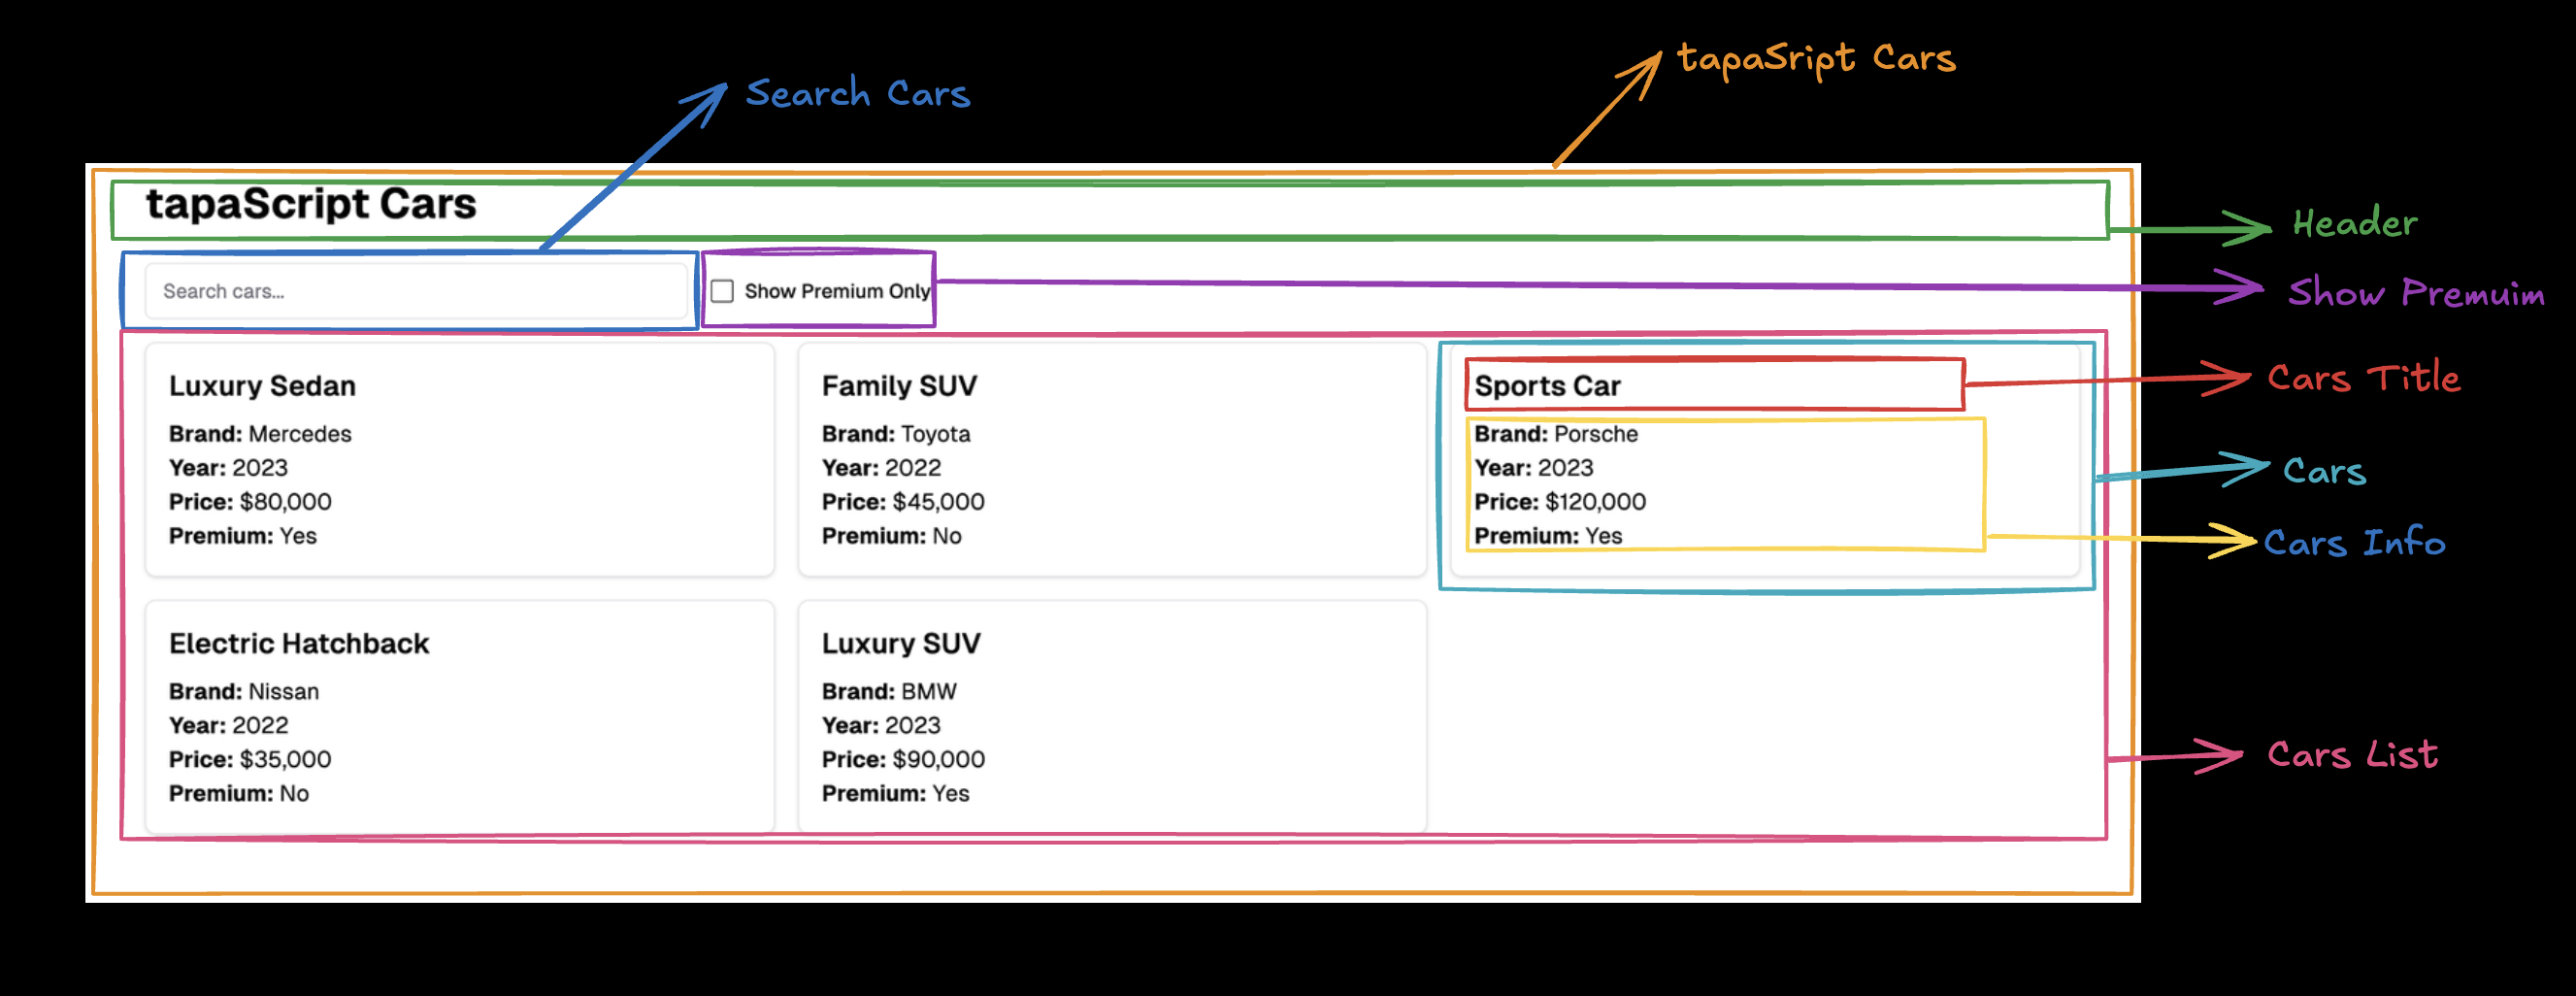 tapaSript Cars
Search Cars
tapaScript Cars
Header
Search cars...
Show Premium Only
Show Premuim
Luxury Sedan
Brand: Mercedes
Year: 2023
Price: $80,000
Premium: Yes
Family SUV
Brand: Toyota
Year: 2022
Price: $45,000
Premium: No
Sports Car
Brand: Porsche
Year: 2023
Price: $120,000
Premium: Yes
Cars Title
Cars
Cars Info
Electric Hatchback
Brand: Nissan
Year: 2022
Price: $35,000
Premium: No
Luxury SUV
Brand: BMW
Year: 2023
Price: $90,000
Premium: Yes
Cars List